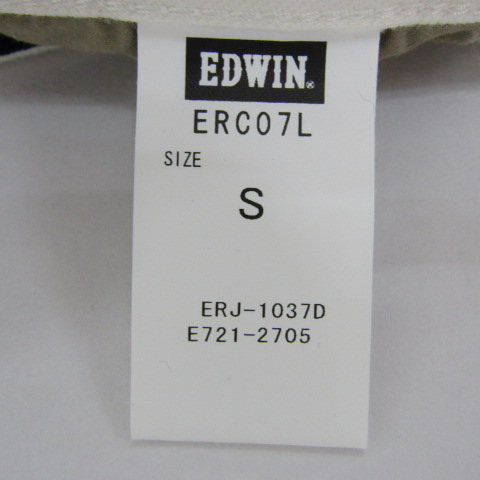 EDWIN®
ERC07L
SIZE
S
ERJ-1037D
E721-2705